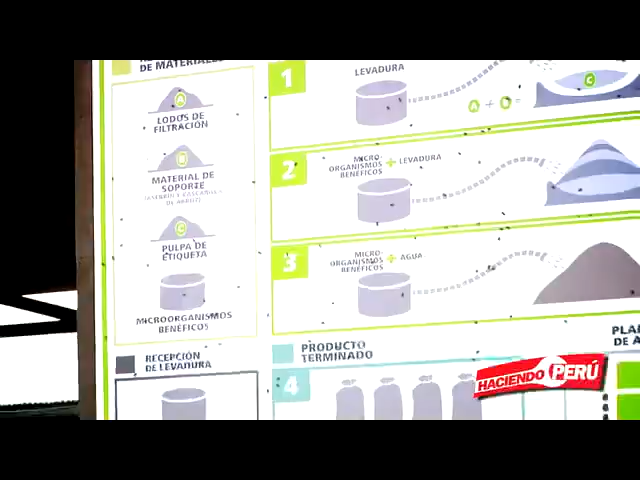 DE MATERIALES
A
LODOS DE
FILTRACIÓN
B
MATERIAL DE
SOPORTE
C
PULPA DE
ETIQUETA
MICROORGANISMOS
BENÉFICOS
RECEPCIÓN
DE LEVADURA
1
LEVADURA
A + B =
C
2
MICRO-
ORGANISMOS
BENÉFICOS
+ LEVADURA
3
MICRO-
ORGANISMOS
BENÉFICOS
+ AGUA
PRODUCTO
TERMINADO
4
HACIENDO PERÚ
DE A